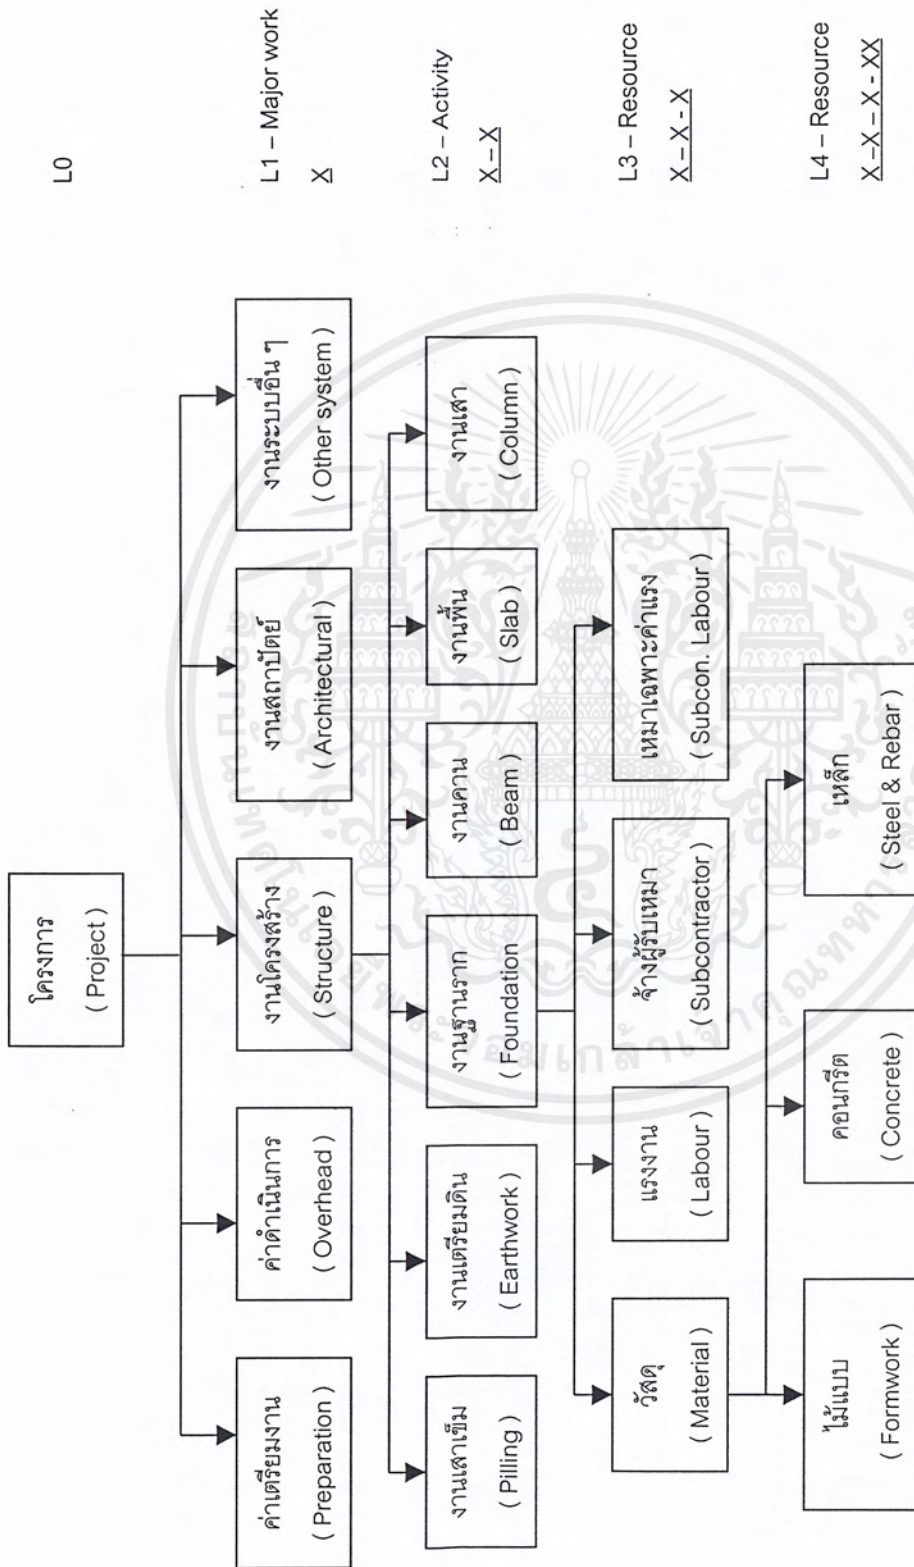 โครงการ
( Project )
L0
ค่าเตรียมงาน
( Preparation )
ค่าดำเนินการ
( Overhead )
งานโครงสร้าง
( Structure )
งานสถาปัตย์
( Architectural )
งานระบบอื่น ๆ
( Other system )
L1 – Major work
X
งานเสาเข็ม
( Pilling )
งานเตรียมดิน
( Earthwork )
งานฐานราก
( Foundation
งานคาน
( Beam )
งานพื้น
( Slab )
งานเสา
( Column )
L2 – Activity
X – X
วัสดุ
( Material )
แรงงาน
( Labour )
จ้างผู้รับเหมา
( Subcontractor )
เหมาเฉพาะค่าแรง
( Subcon. Labour )
L3 – Resource
X – X - X
ไม้แบบ
( Formwork )
คอนกรีต
( Concrete )
เหล็ก
( Steel & Rebar )
L4 – Resource
X –X – X - XX